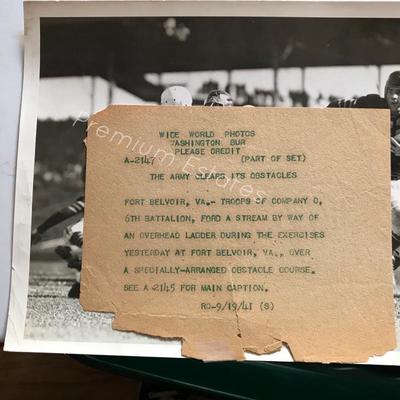 WIDE WORLD PHOTOS
WASHINGTON BUR
PLEASE CREDIT
A-2147 (PART OF SET)
THE ARMY CLEARS ITS OBSTACLES
FORT BELVOIR, VA.- TROOPS OF COMPANY D,
6TH BATTALION, FORD A STREAM BY WAY OF
AN OVERHEAD LADDER DURING THE EXERCISES
YESTERDAY AT FORT BELVOIR, VA., OVER
A SPECIALLY-ARRANGED OBSTACLE COURSE.
SEE A-2145 FOR MAIN CAPTION.
RO-9/19/41 (S)
Premium Estates